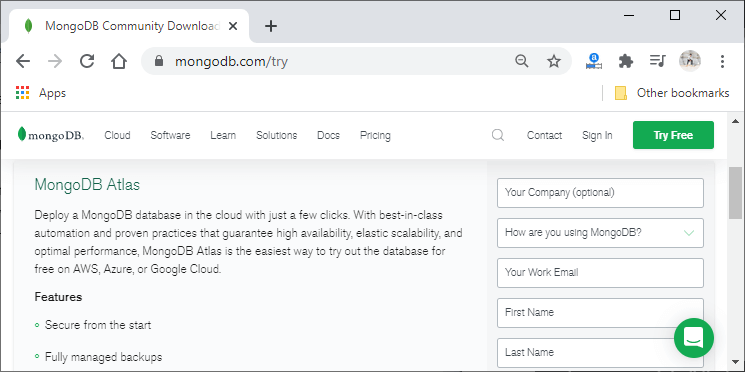 MongoDB Community Download
mongodb.com/try
Apps
Other bookmarks
mongoDB.
Cloud Software Learn Solutions Docs Pricing
Contact Sign In Try Free
MongoDB Atlas
Deploy a MongoDB database in the cloud with just a few clicks. With best-in-class
automation and proven practices that guarantee high availability, elastic scalability, and
optimal performance, MongoDB Atlas is the easiest way to try out the database for
free on AWS, Azure, or Google Cloud.
Features
Secure from the start
Fully managed backups
Your Company (optional)
How are you using MongoDB?
Your Work Email
First Name
Last Name